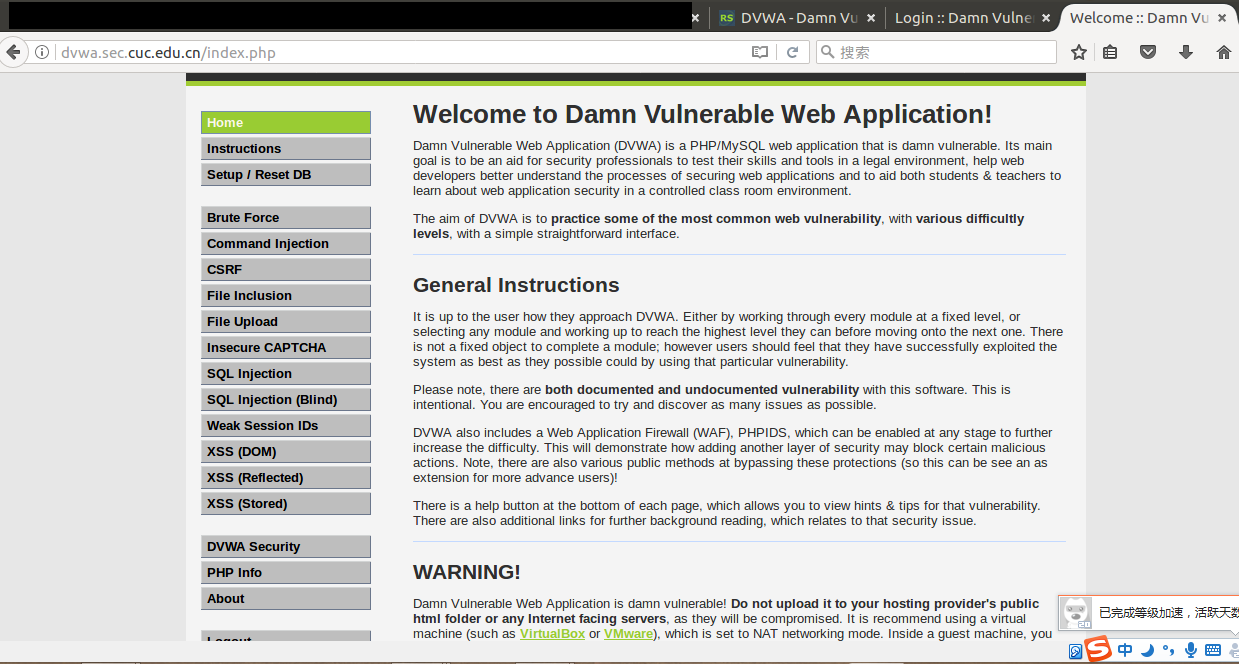 RS DVWA - Damn Vu
Login :: Damn Vulne
Welcome :: Damn Vu
dvwa.sec.cuc.edu.cn/index.php
搜索
Home
Instructions
Setup / Reset DB
Brute Force
Command Injection
CSRF
File Inclusion
File Upload
Insecure CAPTCHA
SQL Injection
SQL Injection (Blind)
Weak Session IDs
XSS (DOM)
XSS (Reflected)
XSS (Stored)
DVWA Security
PHP Info
About
Logout
Welcome to Damn Vulnerable Web Application!
Damn Vulnerable Web Application (DVWA) is a PHP/MySQL web application that is damn vulnerable. Its main
goal is to be an aid for security professionals to test their skills and tools in a legal environment, help web
developers better understand the processes of securing web applications and to aid both students & teachers to
learn about web application security in a controlled class room environment.
The aim of DVWA is to practice some of the most common web vulnerability, with various difficultly
levels, with a simple straightforward interface.
General Instructions
It is up to the user how they approach DVWA. Either by working through every module at a fixed level, or
selecting any module and working up to reach the highest level they can before moving onto the next one. There
is not a fixed object to complete a module; however users should feel that they have successfully exploited the
system as best as they possible could by using that particular vulnerability.
Please note, there are both documented and undocumented vulnerability with this software. This is
intentional. You are encouraged to try and discover as many issues as possible.
DVWA also includes a Web Application Firewall (WAF), PHPIDS, which can be enabled at any stage to further
increase the difficulty. This will demonstrate how adding another layer of security may block certain malicious
actions. Note, there are also various public methods at bypassing these protections (so this can be see an as
extension for more advance users)!
There is a help button at the bottom of each page, which allows you to view hints & tips for that vulnerability.
There are also additional links for further background reading, which relates to that security issue.
WARNING!
Damn Vulnerable Web Application is damn vulnerable! Do not upload it to your hosting provider's public
html folder or any Internet facing servers, as they will be compromised. It is recommend using a virtual
machine (such as VirtualBox or VMware), which is set to NAT networking mode. Inside a guest machine, you
已完成等级加速，活跃天数
中